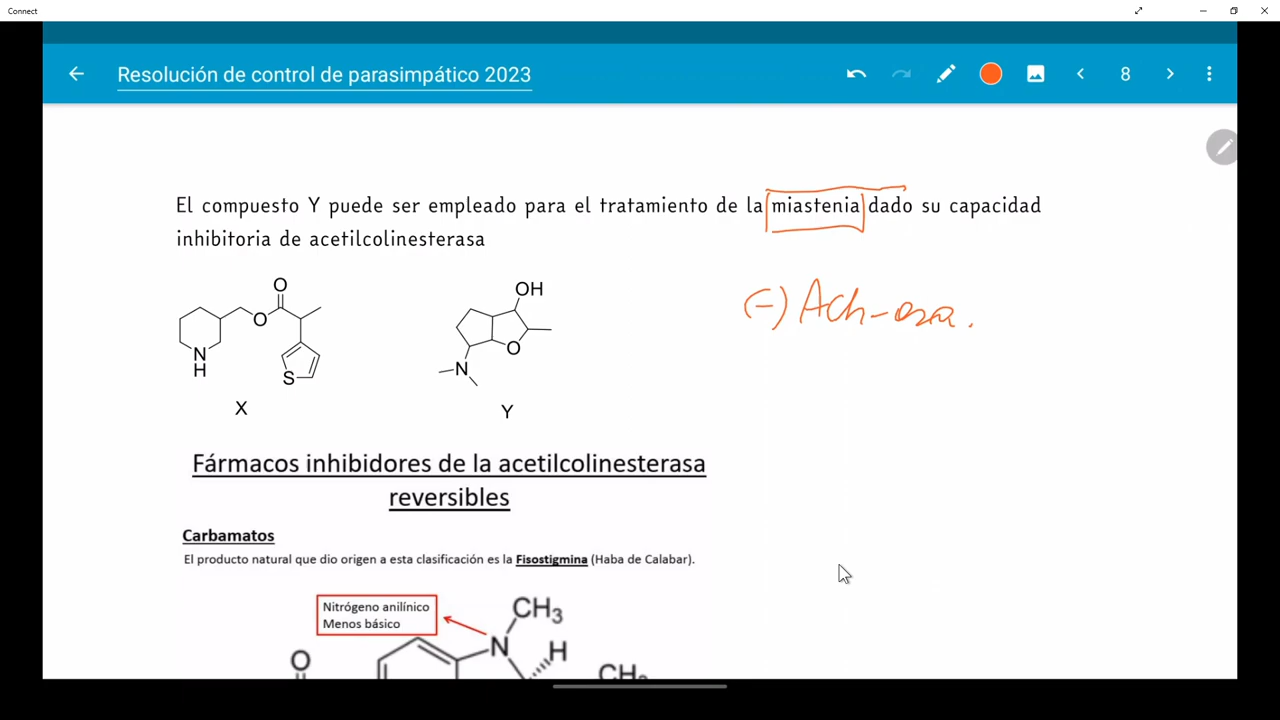 Connect
Resolución de control de parasimpático 2023
8
El compuesto Y puede ser empleado para el tratamiento de la miastenia dado su capacidad
inhibitoria de acetilcolinesterasa
(-) Ach-asa.
O
O
N
H
S
X
OH
O
N
Y
Fármacos inhibidores de la acetilcolinesterasa
reversibles
Carbamatos
El producto natural que dio origen a esta clasificación es la Fisostigmina (Haba de Calabar).
Nitrógeno anilínico
Menos básico
CH3
N
H
O
CH3